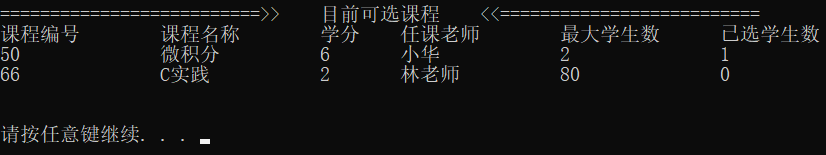 ==========================>>    目前可选课程    <<==========================
课程编号 课程名称 学分 任课老师 最大学生数 已选学生数
50 微积分 6 小华 2 1
66 C实践 2 林老师 80 0
请按任意键继续. . .